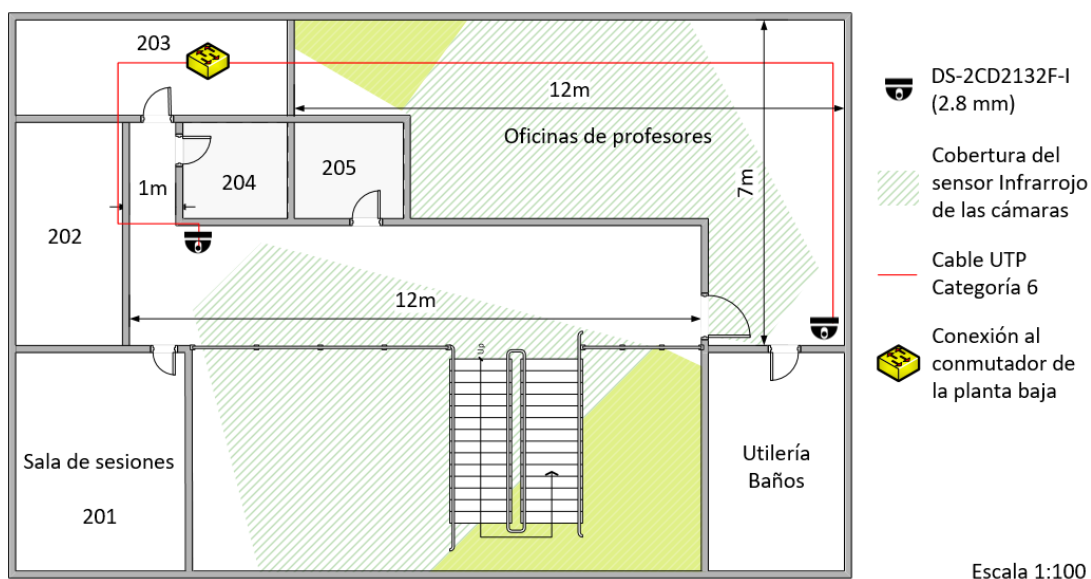 203
12m
Oficinas de profesores
7m
1m
204
205
202
12m
Up
Sala de sesiones
201
Utilería
Baños
DS-2CD2132F-I
(2.8 mm)
Cobertura del
sensor Infrarrojo
de las cámaras
Cable UTP
Categoría 6
Conexión al
conmutador de
la planta baja
Escala 1:100